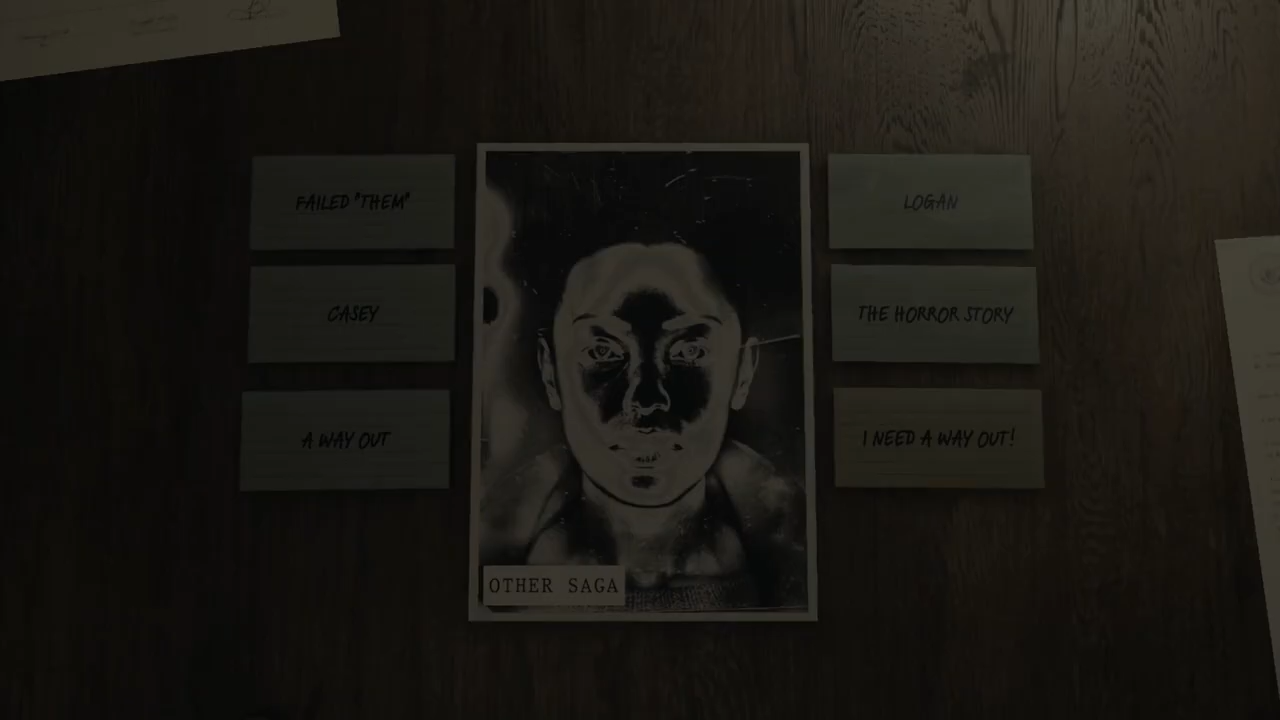 FAILED "THEM"
CASEY
A WAY OUT
OTHER SAGA
LOGAN
THE HORROR STORY
I NEED A WAY OUT!